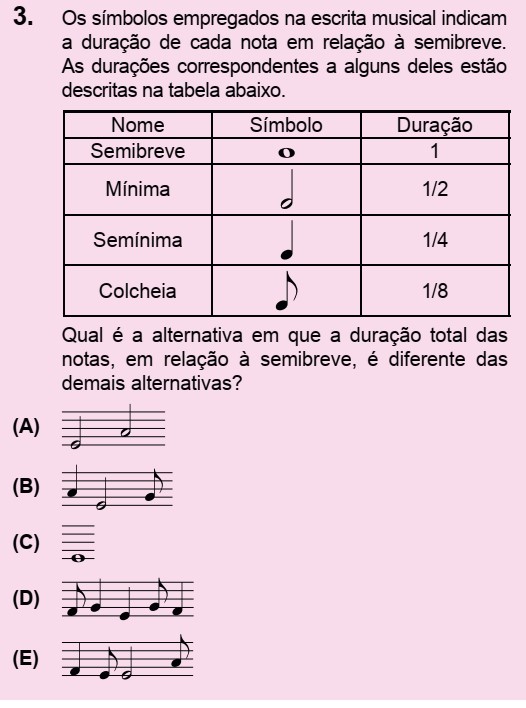 3. Os símbolos empregados na escrita musical indicam
a duração de cada nota em relação à semibreve.
As durações correspondentes a alguns deles estão
descritas na tabela abaixo.
Nome Símbolo Duração
Semibreve 1
Mínima 1/2
Semínima 1/4
Colcheia 1/8
Qual é a alternativa em que a duração total das
notas, em relação à semibreve, é diferente das
demais alternativas?
(A)
(B)
(C)
(D)
(E)